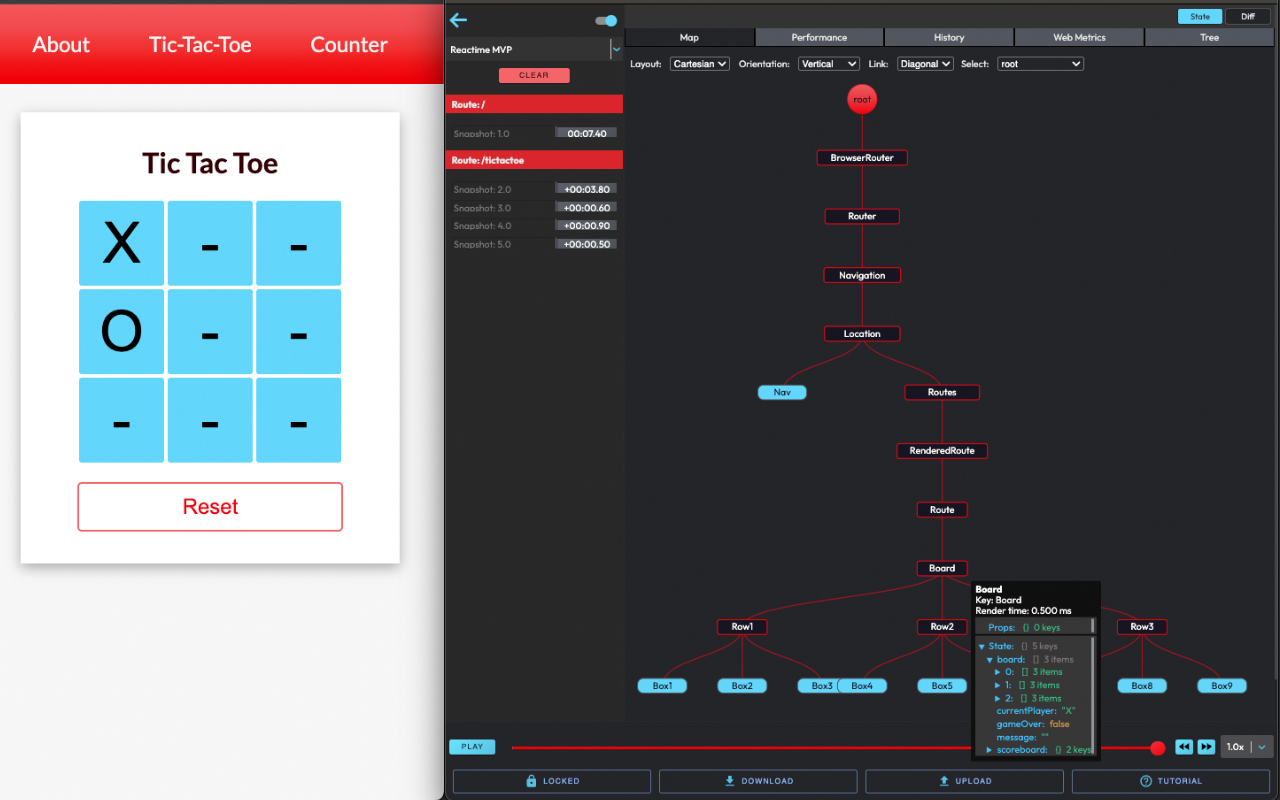 About Tic-Tac-Toe Counter
Tic Tac Toe
X - -
O - -
- - -
Reset
State Diff
Reactime MVP
CLEAR
Route: /
Snapshot: 1.0 00:07.40
Route: /tictactoe
Snapshot: 2.0 +00:03.80
Snapshot: 3.0 +00:00.60
Snapshot: 4.0 +00:00.90
Snapshot: 5.0 +00:00.50
Map Performance History Web Metrics Tree
Layout: Cartesian Orientation: Vertical Link: Diagonal Select: root
root
BrowserRouter
Router
Navigation
Location
Nav Routes
RenderedRoute
Route
Board
Row1 Row2 Row3
Box1 Box2 Box3 Box4 Box5 Box8 Box9
Board
Key: Board
Render time: 0.500 ms
Props: {} 0 keys
State: {} 5 keys
board: [] 3 items
0: [] 3 items
1: [] 3 items
2: [] 3 items
currentPlayer: "X"
gameOver: false
message: ""
scoreboard: {} 2 keys
PLAY 1.0x
LOCKED DOWNLOAD UPLOAD TUTORIAL